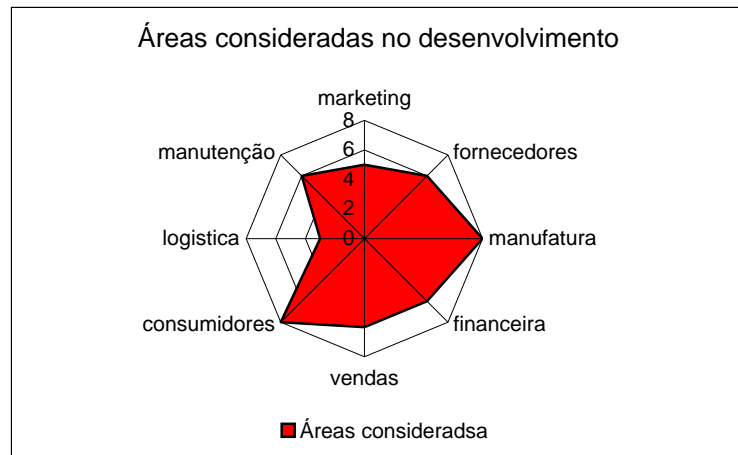 Áreas consideradas no desenvolvimento
marketing
8
manutenção
6
fornecedores
4
2
logistica
0
manufatura
consumidores
financeira
vendas
Áreas consideradsa